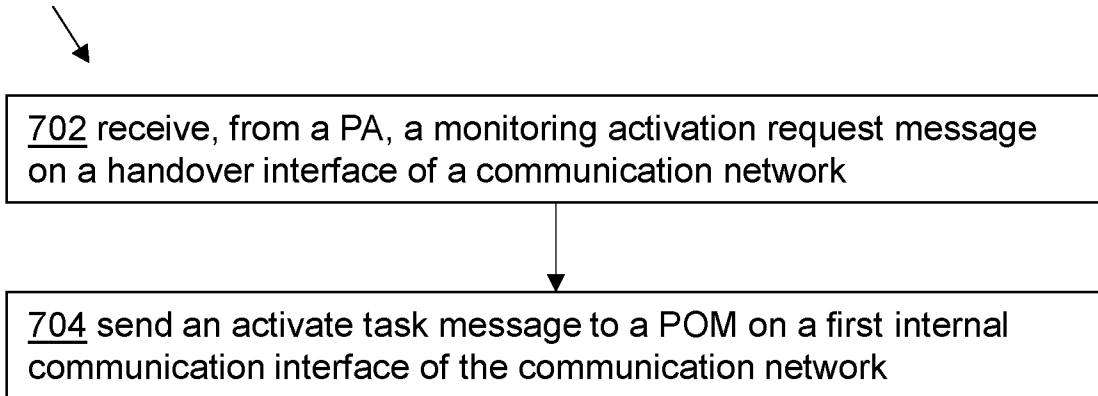 702 receive, from a PA, a monitoring activation request message
on a handover interface of a communication network
704 send an activate task message to a POM on a first internal
communication interface of the communication network